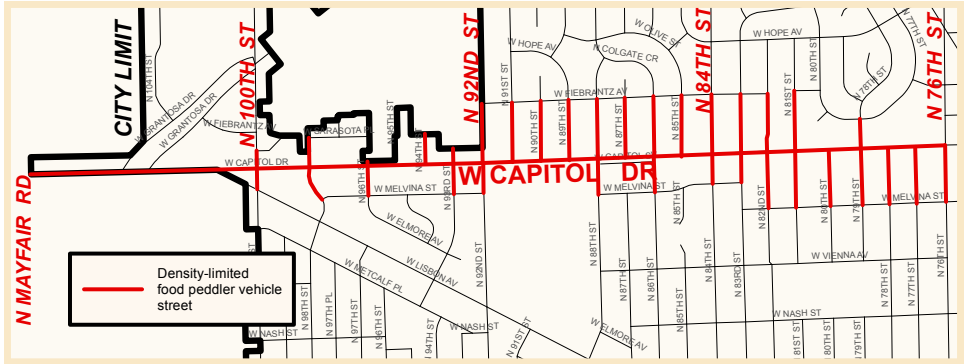 N 77TH ST
W OLIVE ST
W HOPE AV
W HOPE AV
N COLGATE CR
N 104TH ST
CITY LIMIT
N 100TH ST
N 92ND ST
N 84TH ST
N 76TH ST
N 91ST ST
N 80TH ST
N 78TH ST
W GRANTOSA DR
W GRANTOSA DR
W FIEBRANTZ AV
W FIEBRANTZ AV
W SARASOTA PL
N 95TH ST
N 94TH ST
N 90TH ST
N 89TH ST
N 87TH ST
N 85TH ST
N 81ST ST
W CAPITOL DR
W CAPITOL DR
N MAYFAIR RD
N 96TH ST
N 93RD ST
W MELVINA ST
W MELVINA ST
W MELVINA ST
N 85TH ST
N 82ND ST
N 80TH ST
N 79TH ST
W ELMORE AV
N 92ND ST
N 88TH ST
N 84TH ST
N 83RD ST
N 76TH ST
W VIENNA AV
W LISBON AV
W METCALF PL
N 87TH ST
N 86TH ST
N 85TH ST
N 78TH ST
N 77TH ST
Density-limited
food peddler vehicle
street
N 98TH ST
N 97TH PL
N 97TH ST
N 96TH ST
N 94TH ST
W NASH ST
W NASH ST
W NASH ST
N 91ST ST
W ELMORE AV
81ST ST
80TH ST
79TH ST